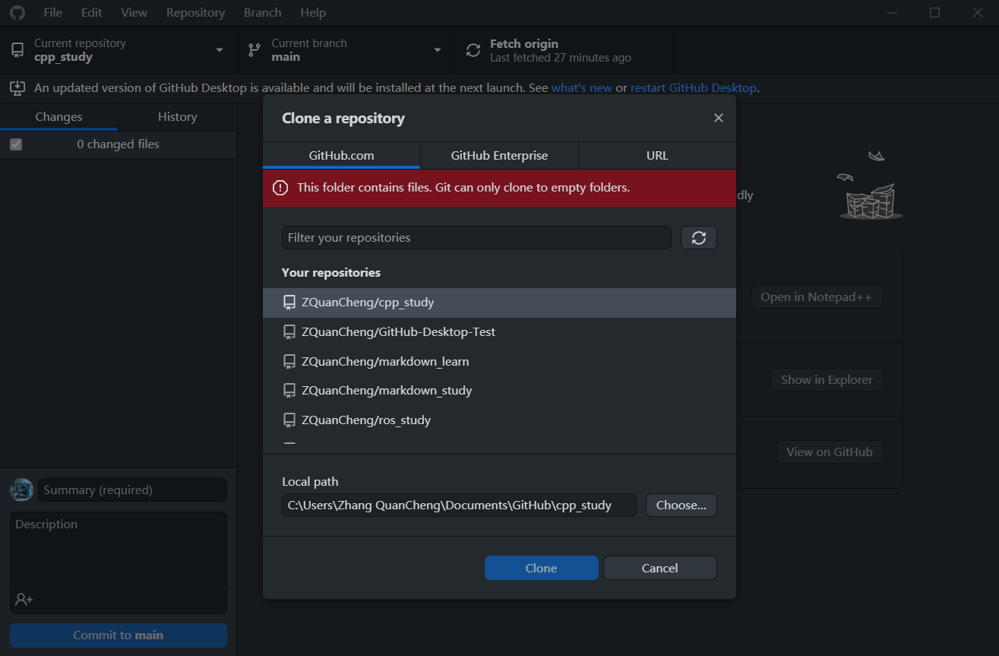 File Edit View Repository Branch Help
Current repository
cpp_study
Current branch
main
Fetch origin
Last fetched 27 minutes ago
An updated version of GitHub Desktop is available and will be installed at the next launch. See what's new or restart GitHub Desktop.
Changes History
0 changed files
Clone a repository
GitHub.com GitHub Enterprise URL
This folder contains files. Git can only clone to empty folders.
dly
Filter your repositories
Your repositories
ZQuanCheng/cpp_study
ZQuanCheng/GitHub-Desktop-Test
ZQuanCheng/markdown_learn
ZQuanCheng/markdown_study
ZQuanCheng/ros_study
Local path
C:\Users\Zhang QuanCheng\Documents\GitHub\cpp_study
Choose...
Clone
Cancel
Open in Notepad++
Show in Explorer
View on GitHub
Summary (required)
Description
Commit to main